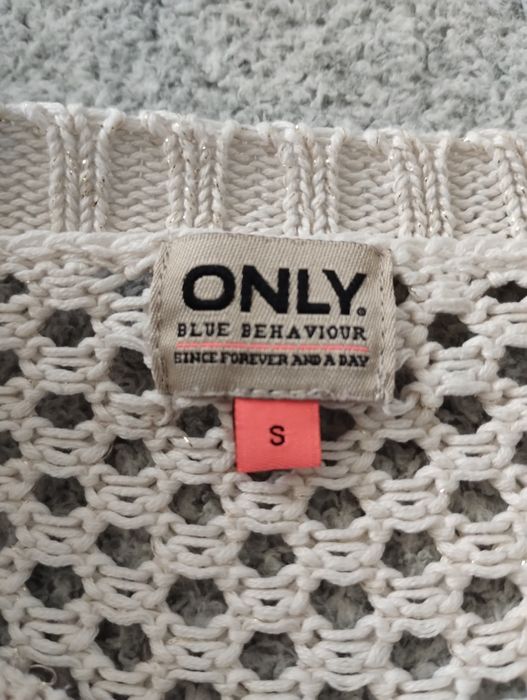 ONLY.
BLUE BEHAVIOUR
SINCE FOREVER AND A DAY
S